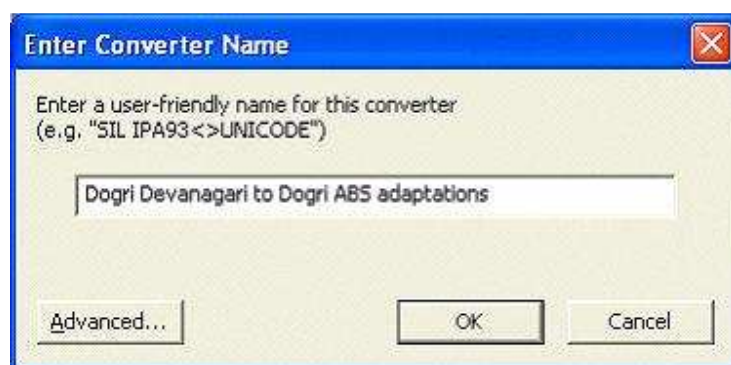 Enter Converter Name
Enter a user-friendly name for this converter
(e.g. "SIL IPA93<>UNICODE")
Dogri Devanagari to Dogri ABS adaptations
Advanced...
OK
Cancel